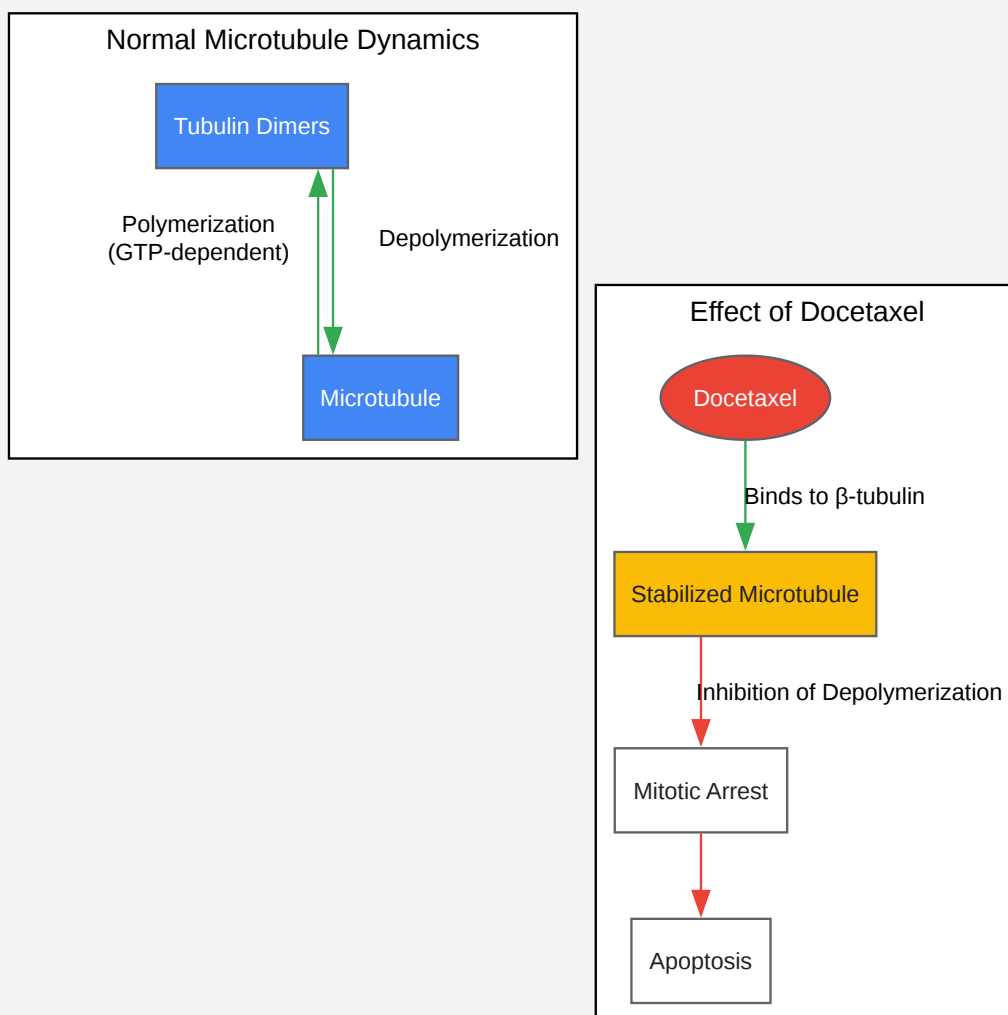 Normal Microtubule Dynamics
Tubulin Dimers
Polymerization
(GTP-dependent)
Depolymerization
Microtubule
Effect of Docetaxel
Docetaxel
Binds to β-tubulin
Stabilized Microtubule
Inhibition of Depolymerization
Mitotic Arrest
Apoptosis